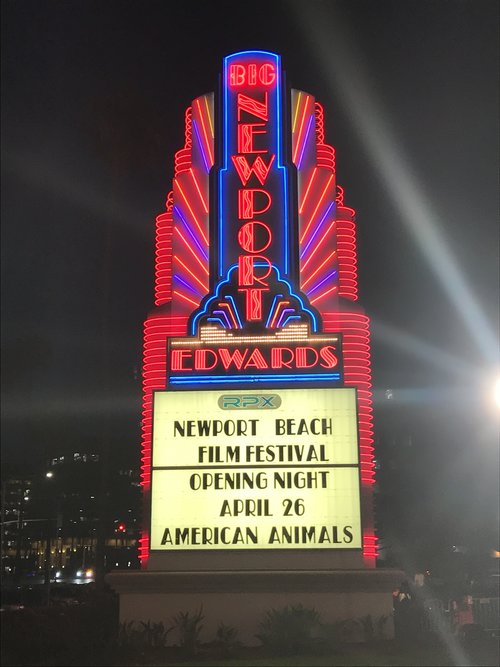 BIG
NEWPORT
EDWARDS
RPX
NEWPORT BEACH
FILM FESTIVAL
OPENING NIGHT
APRIL 26
AMERICAN ANIMALS